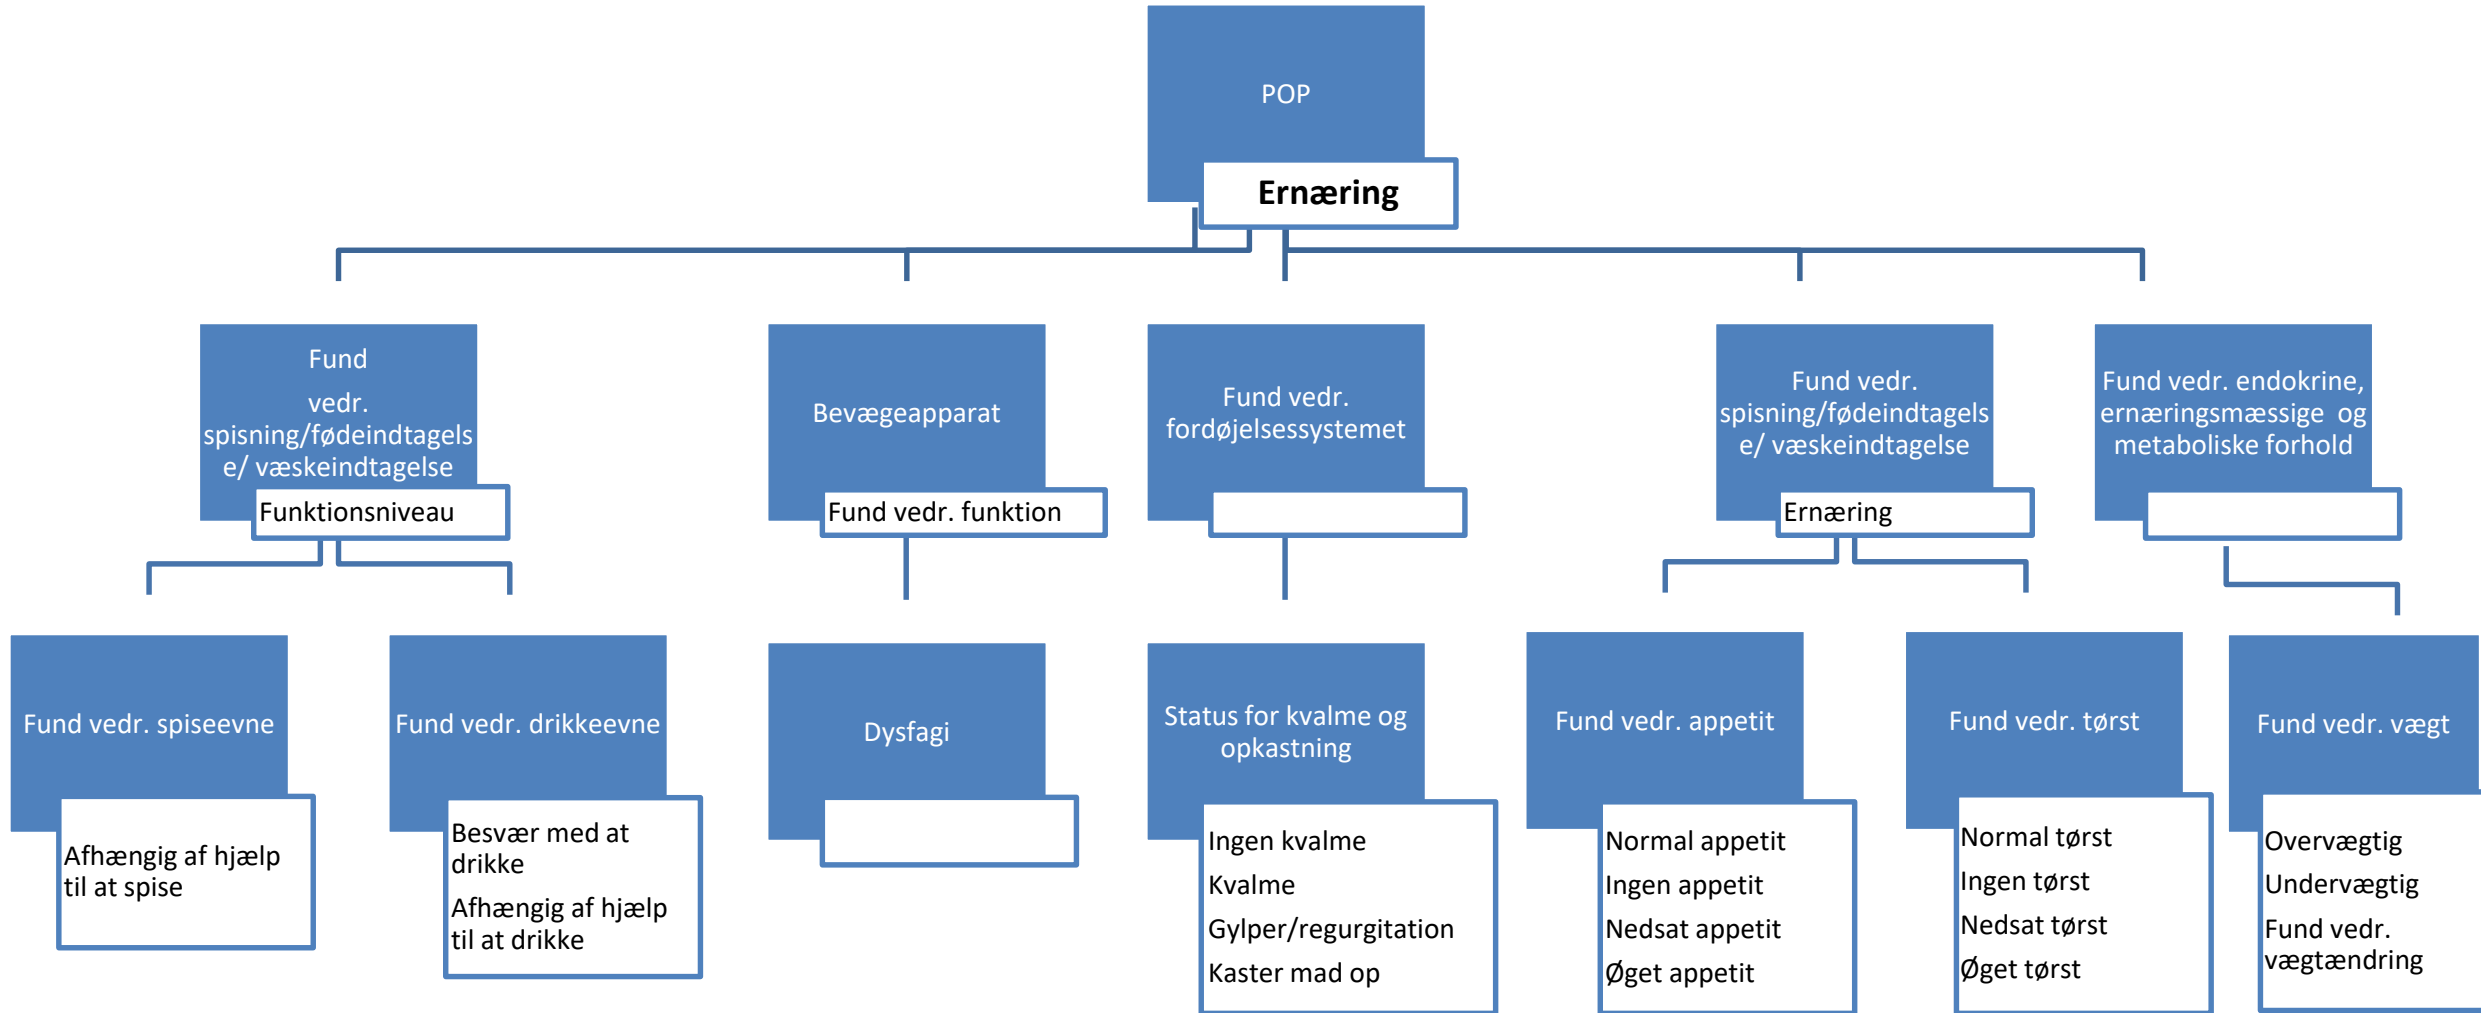 POP
Ernæring
Fund
vedr.
spisning/fødeindtagels
e/ væskeindtagelse
Funktionsniveau
Bevægeapparat
Fund vedr. funktion
Fund vedr.
fordøjelsessystemet
Fund vedr.
spisning/fødeindtagels
e/ væskeindtagelse
Ernæring
Fund vedr. endokrine,
ernæringsmæssige og
metaboliske forhold
Fund vedr. spiseevne
Afhængig af hjælp
til at spise
Fund vedr. drikkeevne
Besvær med at
drikke
Afhængig af hjælp
til at drikke
Dysfagi
Status for kvalme og
opkastning
Ingen kvalme
Kvalme
Gylper/regurgitation
Kaster mad op
Fund vedr. appetit
Normal appetit
Ingen appetit
Nedsat appetit
Øget appetit
Fund vedr. tørst
Normal tørst
Ingen tørst
Nedsat tørst
Øget tørst
Fund vedr. vægt
Overvægtig
Undervægtig
Fund vedr.
vægtændring